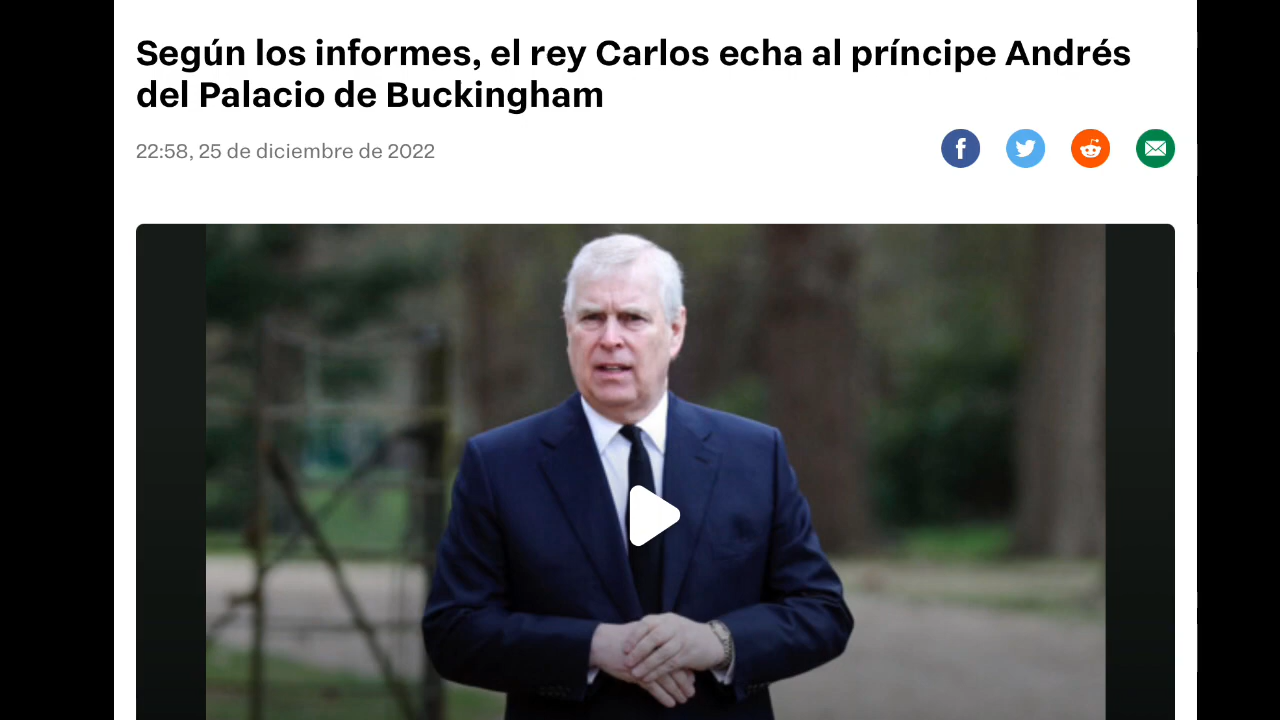 Según los informes, el rey Carlos echa al príncipe Andrés
del Palacio de Buckingham
22:58, 25 de diciembre de 2022